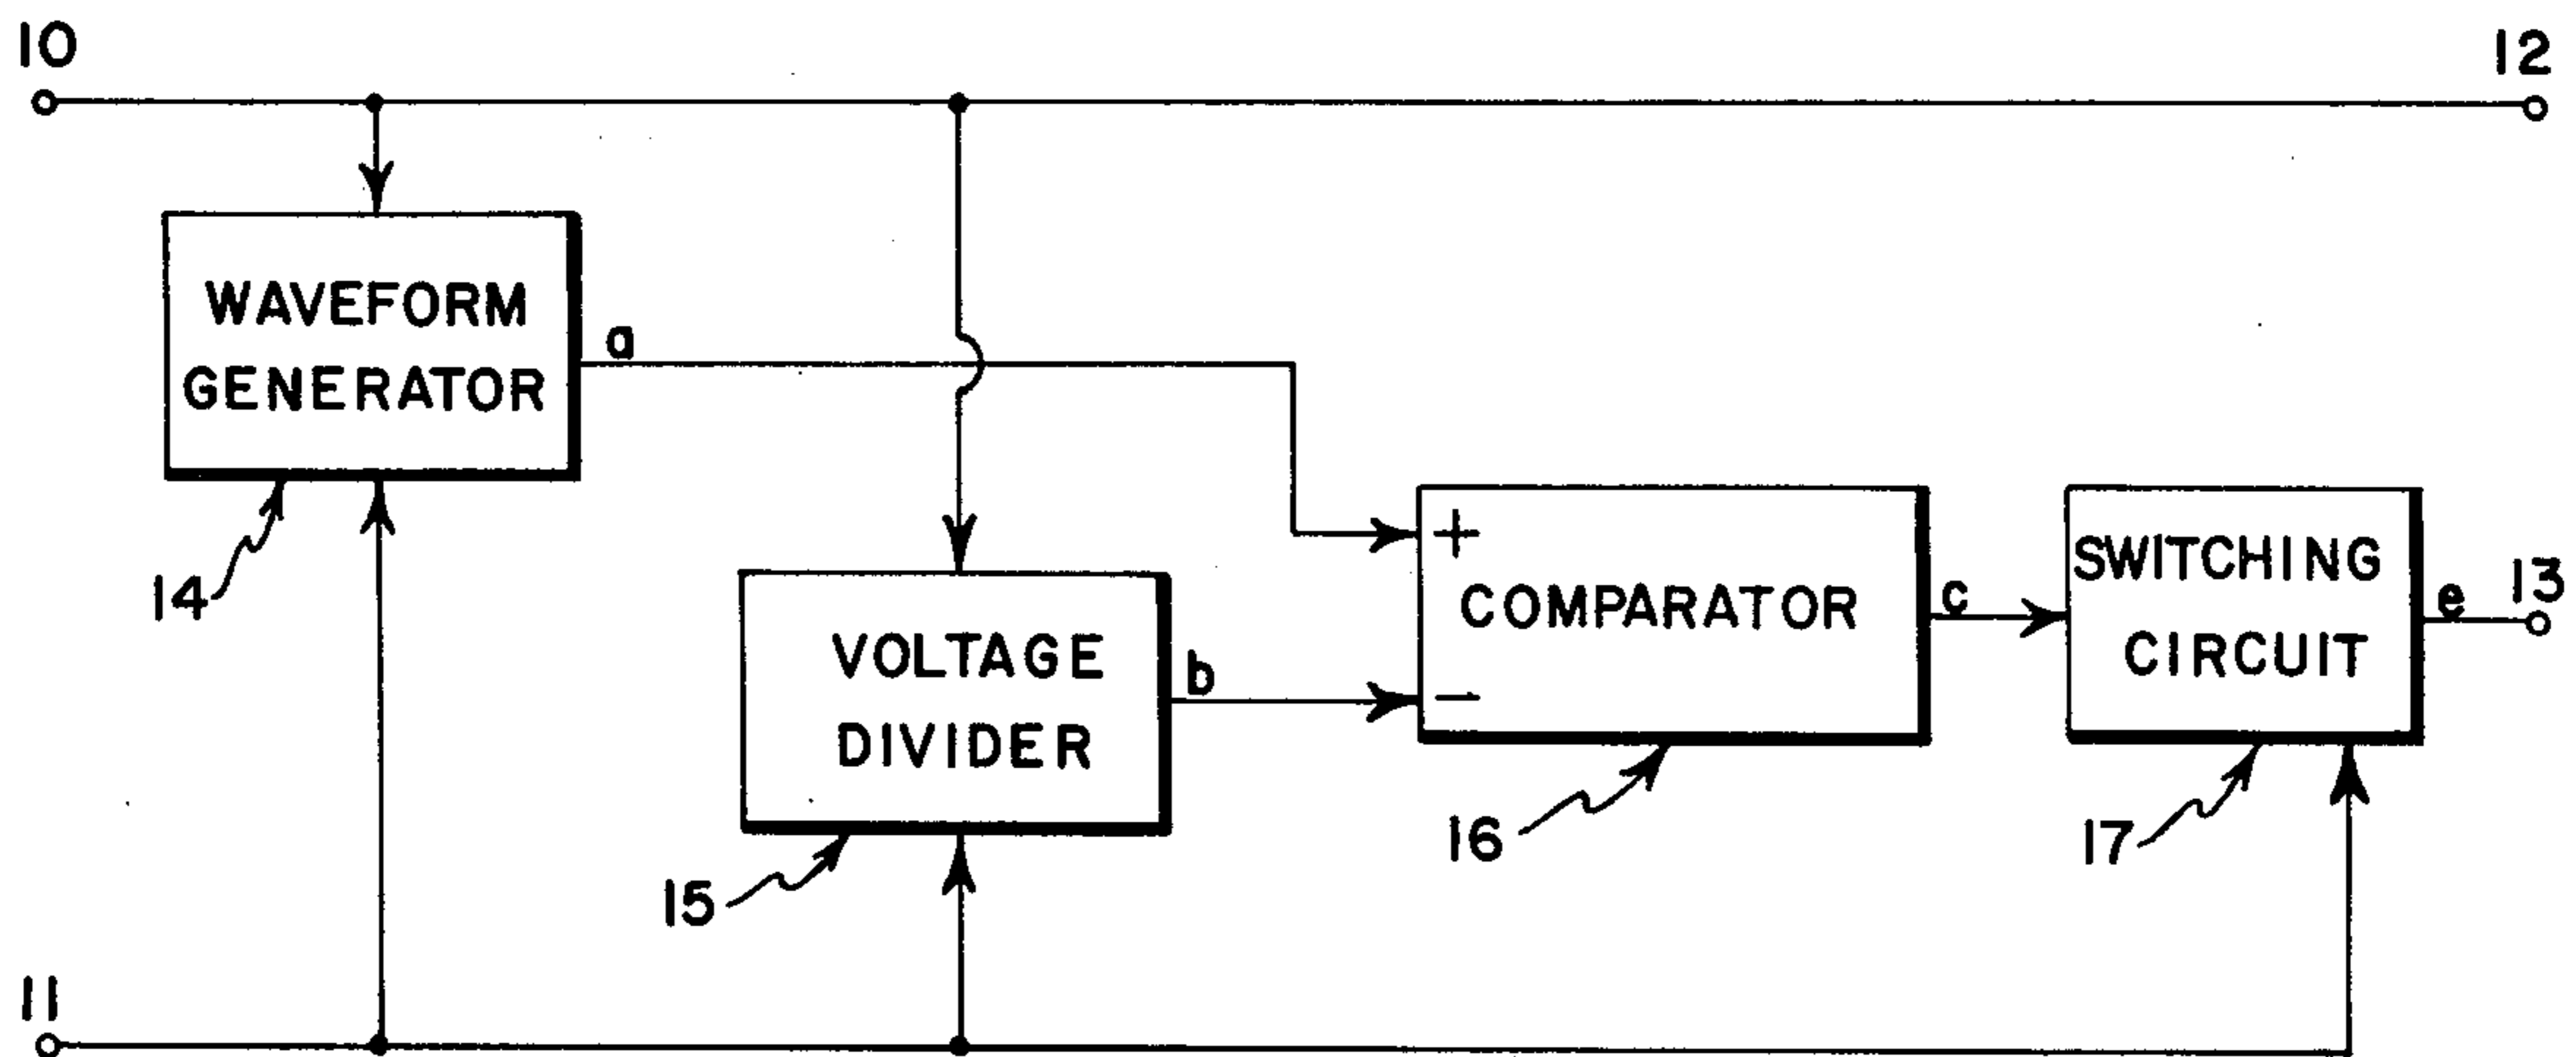 10
12
WAVEFORM
GENERATOR
a
14
+
COMPARATOR
−
c
SWITCHING
CIRCUIT
e
13
VOLTAGE
DIVIDER
b
15
16
17
11